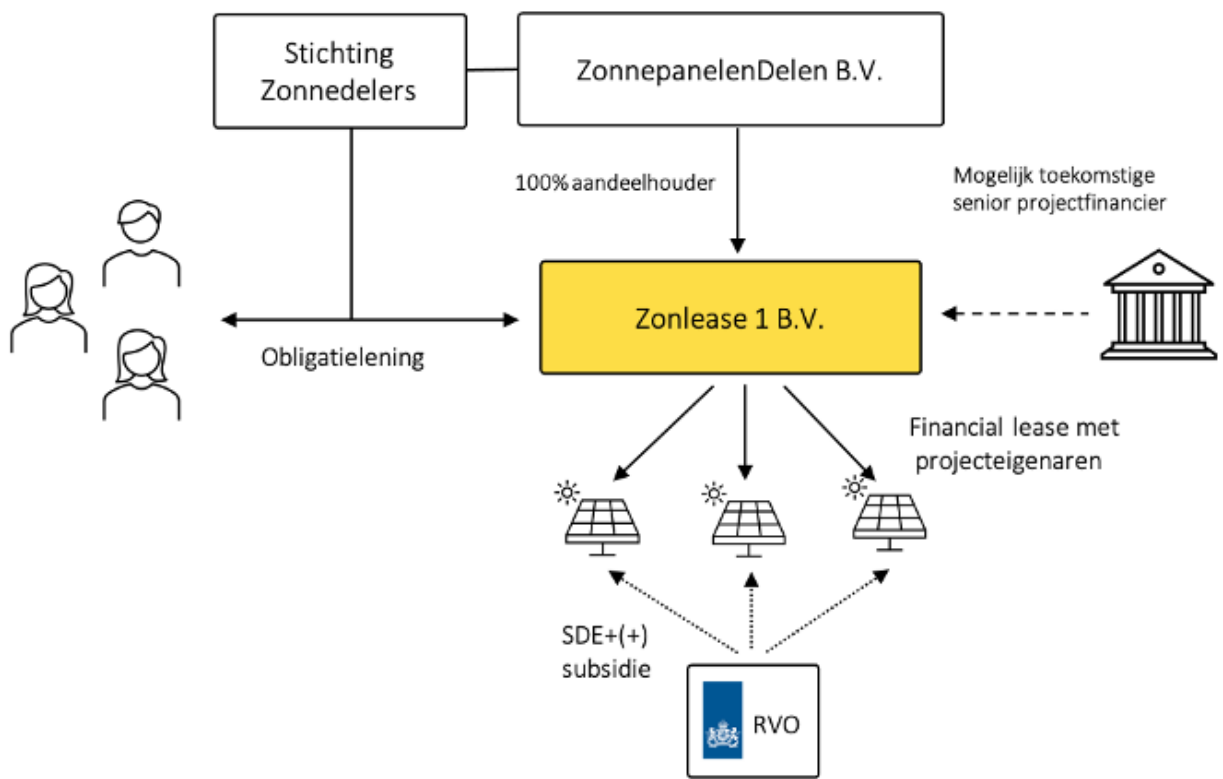 Stichting
Zonnedelers
ZonnepanelenDelen B.V.
100% aandeelhouder
Mogelijk toekomstige
senior projectfinancier
Zonlease 1 B.V.
Obligatielening
Financial lease met
projecteigenaren
SDE+(+)
subsidie
RVO